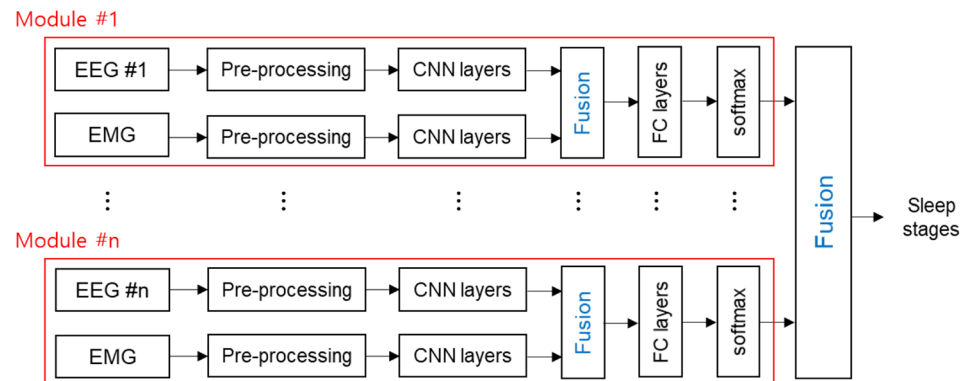 Module #1
EEG #1
Pre-processing
CNN layers
EMG
Pre-processing
CNN layers
Fusion
FC layers
softmax
Module #n
EEG #n
Pre-processing
CNN layers
EMG
Pre-processing
CNN layers
Fusion
FC layers
softmax
Fusion
Sleep
stages